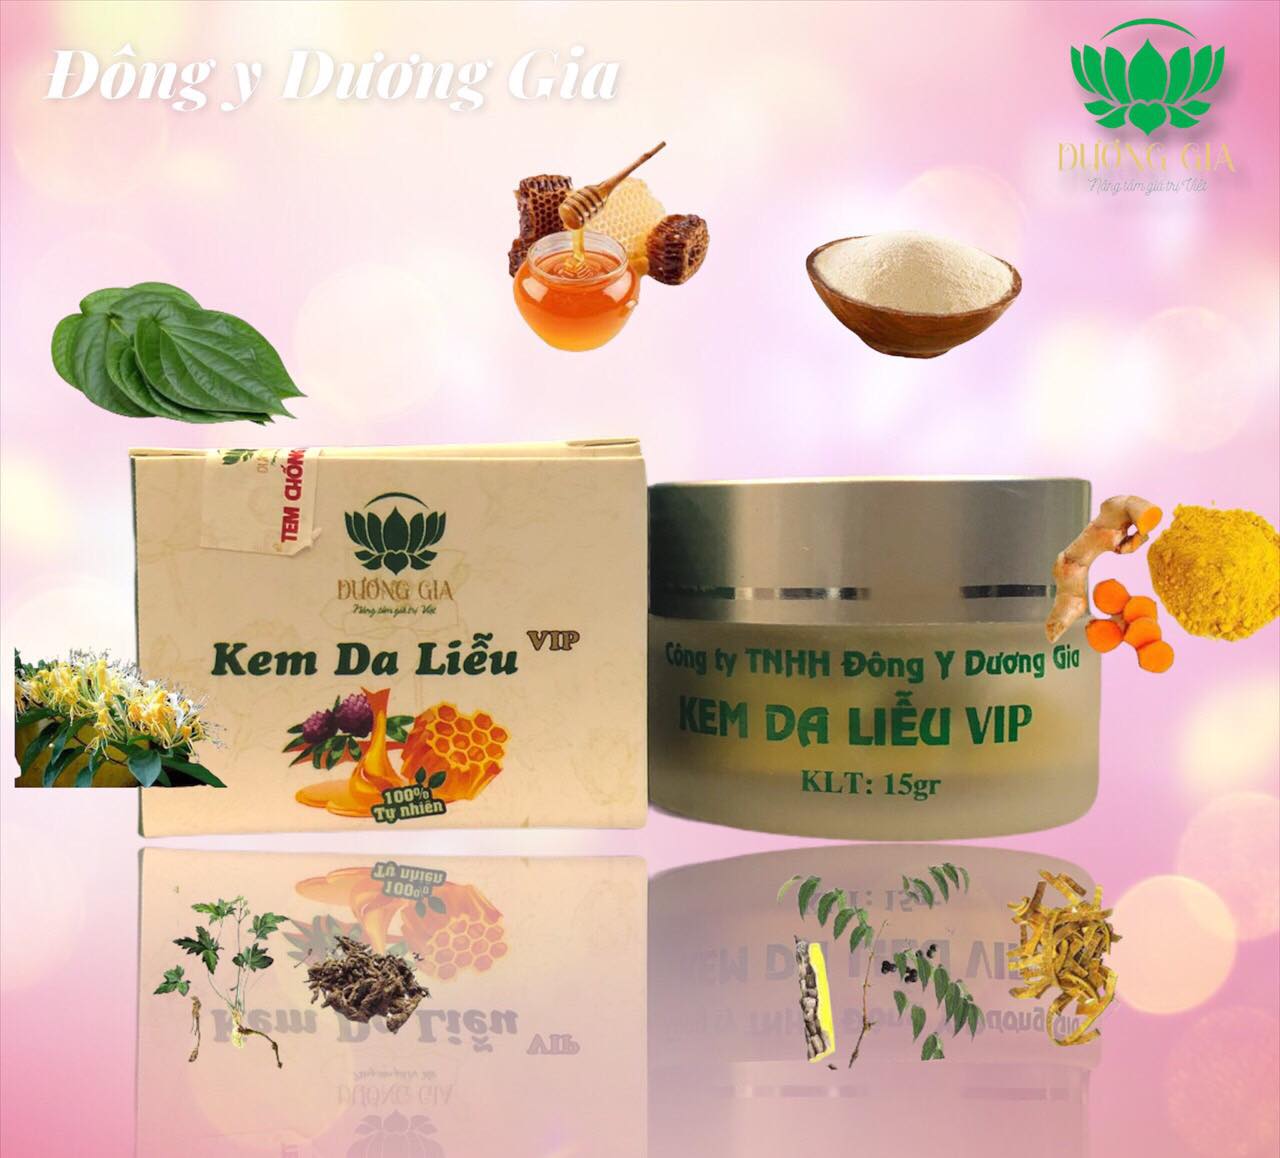 Đông y Dương Gia
DƯƠNG GIA
Nâng tầm giá trị Việt
TEM CHỐNG
DƯƠNG GIA
Nâng tầm giá trị Việt
Kem Da Liễu VIP
100%
Tự nhiên
Công ty TNHH Đông Y Dương Gia
KEM DA LIỄU VIP
KLT: 15gr